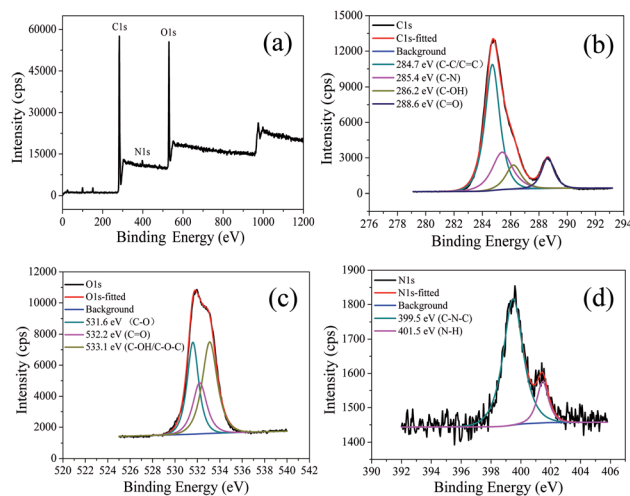 (a)
C1s
O1s
N1s
60000
45000
30000
15000
0
0 200 400 600 800 1000 1200
Intensity (cps)
Binding Energy (eV)
(b)
C1s
C1s-fitted
Background
284.7 eV (C-C/C=C)
285.4 eV (C-N)
286.2 eV (C-OH)
288.6 eV (C=O)
15000
12000
9000
6000
3000
0
276 278 280 282 284 286 288 290 292 294
Intensity (cps)
Binding Energy (eV)
(c)
O1s
O1s-fitted
Background
531.6 eV (C-O)
532.2 eV (C=O)
533.1 eV (C-OH/C-O-C)
12000
10000
8000
6000
4000
2000
0
520 522 524 526 528 530 532 534 536 538 540 542
Intensity (cps)
Binding Energy (eV)
(d)
N1s
N1s-fitted
Background
399.5 eV (C-N-C)
401.5 eV (N-H)
1900
1800
1700
1600
1500
1400
390 392 394 396 398 400 402 404 406
Intensity (cps)
Binding Energy (eV)